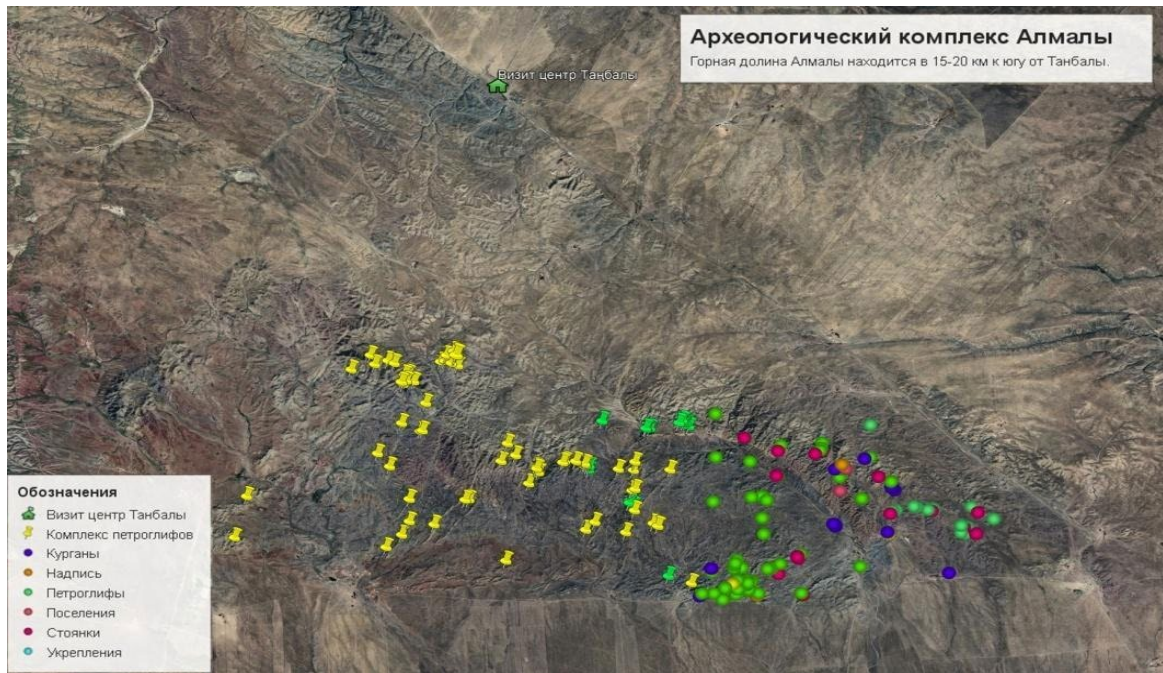 Археологический комплекс Алмалы
Горная долина Алмалы находится в 15-20 км к югу от Танбалы.
Визит центр Таңбалы
Обозначения
Визит центр Танбалы
Комплекс петроглифов
Курганы
Надпись
Петроглифы
Поселения
Стоянки
Укрепления